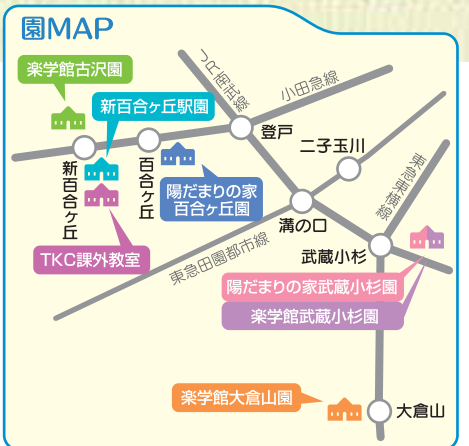 園MAP
楽学館古沢園
新百合ヶ丘駅園
JR南武線
小田急線
登戸
二子玉川
新百合ヶ丘
百合ヶ丘
陽だまりの家
百合ヶ丘園
東急東横線
溝の口
TKC課外教室
東急田園都市線
武蔵小杉
陽だまりの家武蔵小杉園
楽学館武蔵小杉園
楽学館大倉山園
大倉山